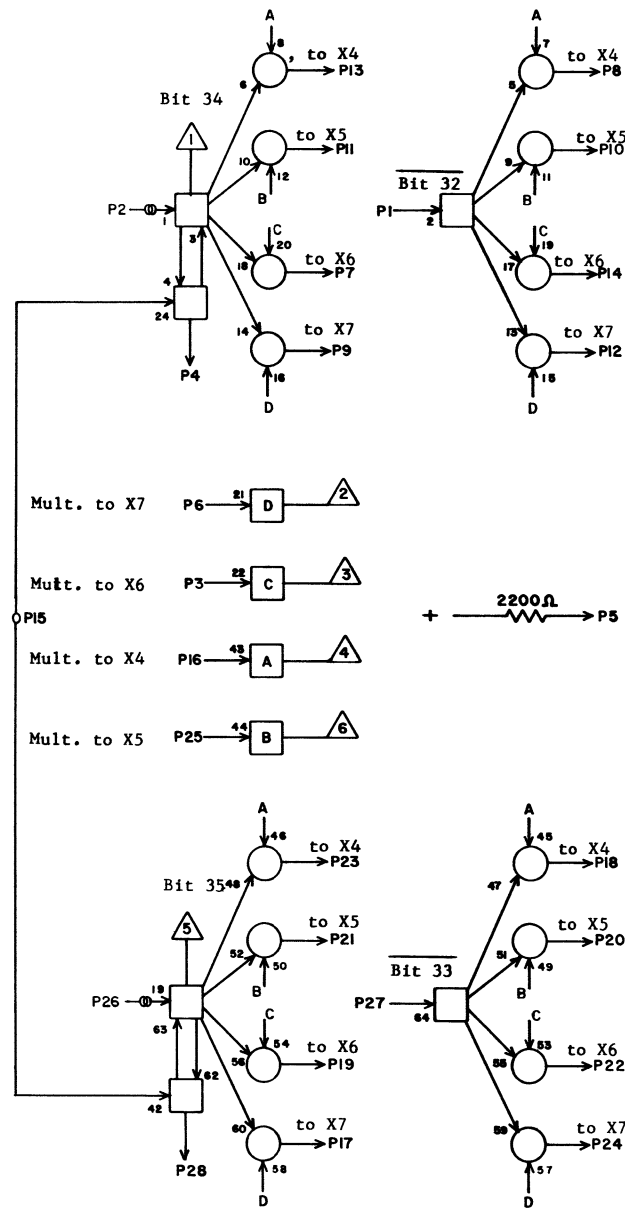 A A
8 7
, to X4 to X4
P13 P8
6 5
Bit 34
1 to X5 to X5
P11 P10
10 12 9 11
B Bit 32 B
P2 P1
1 3 2
C 20 C 19
to X6 to X6
4 18 P7 17 P14
24 14 to X7 13 to X7
P9 P12
16 15
P4 D D
Mult. to X7 P6 21 D 2
Mult. to X6 P3 22 C 3
2200Ω
P15 + P5
Mult. to X4 P16 43 A 4
Mult. to X5 P25 44 B 6
A A
46 45
to X4 to X4
P23 P18
Bit 35 48 47
5 to X5 to X5
P21 P20
52 50 51 49
B Bit 33 B
P26 19 P27
63 64
C 54 C 53
to X6 to X6
62 56 P19 55 P22
42 60 to X7 59 to X7
P17 P24
58 57
P28 D D